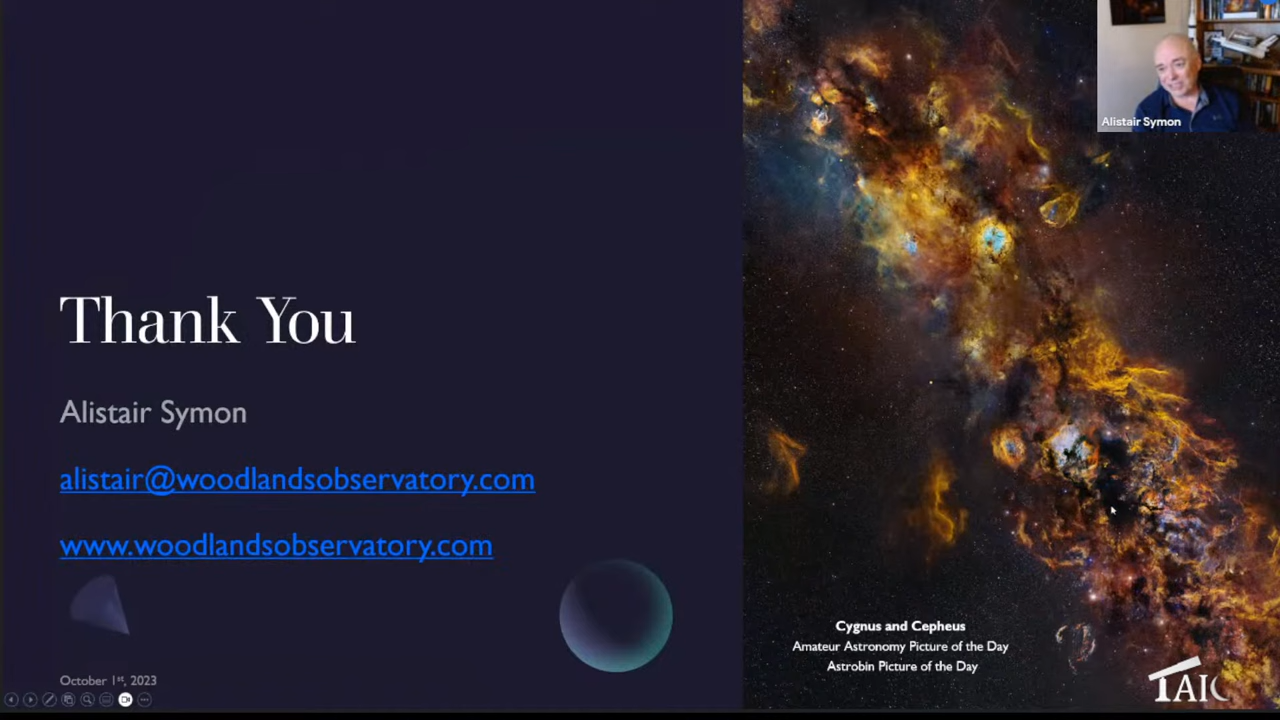 Alistair Symon
Thank You
Alistair Symon
alistair@woodlandsobservatory.com
www.woodlandsobservatory.com
October 1st, 2023
Cygnus and Cepheus
Amateur Astronomy Picture of the Day
Astrobin Picture of the Day
TAIC